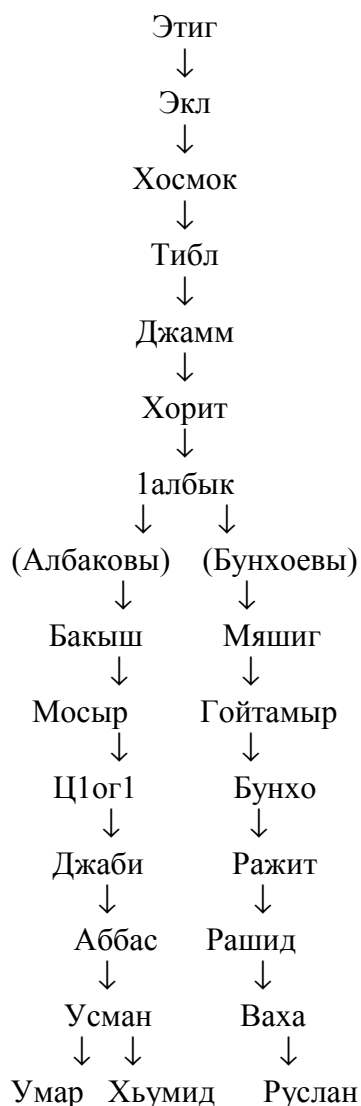 Этиг
↓
Экл
↓
Хосмок
↓
Тибл
↓
Джамм
↓
Хорит
↓
1албык
↓ ↓
(Албаковы) (Бунхоевы)
↓ ↓
Бакыш Мяшиг
↓ ↓
Мосыр Гойтамыр
↓ ↓
Ц1ог1 Бунхо
↓ ↓
Джаби Ражит
↓ ↓
Аббас Рашид
↓ ↓
Усман Ваха
↓ ↓ ↓
Умар Хьумид Руслан